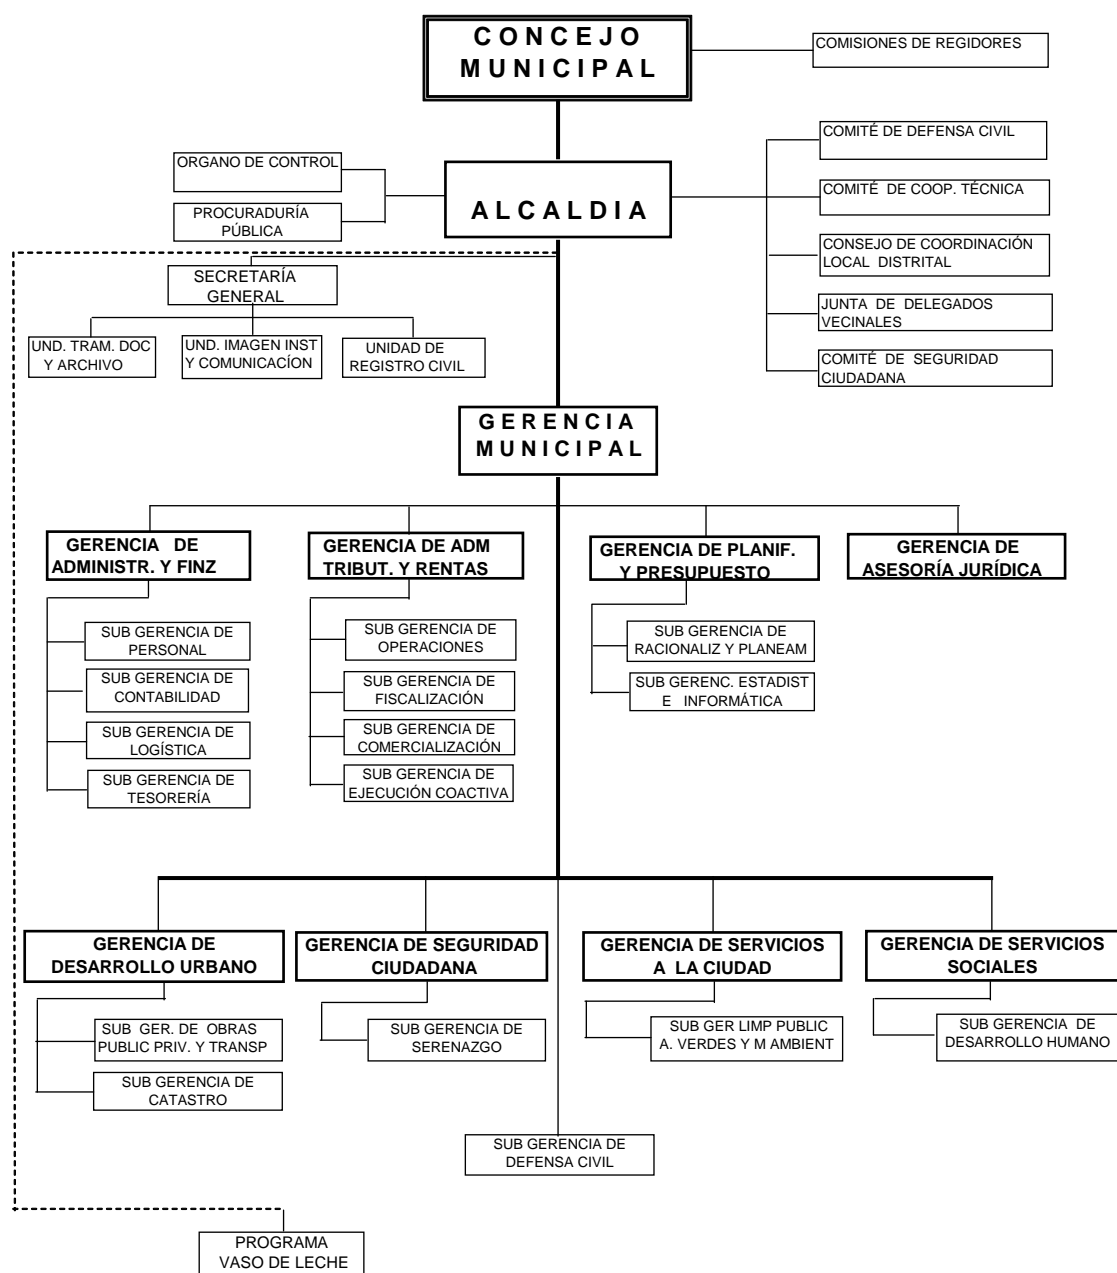 CONCEJO
MUNICIPAL
COMISIONES DE REGIDORES
COMITÉ DE DEFENSA CIVIL
ORGANO DE CONTROL
PROCURADURÍA
PÚBLICA
ALCALDIA
COMITÉ DE COOP. TÉCNICA
CONSEJO DE COORDINACIÓN
LOCAL DISTRITAL
JUNTA DE DELEGADOS
VECINALES
COMITÉ DE SEGURIDAD
CIUDADANA
SECRETARÍA
GENERAL
UND. TRAM. DOC
Y ARCHIVO
UND. IMAGEN INST
Y COMUNICACÍON
UNIDAD DE
REGISTRO CIVIL
GERENCIA
MUNICIPAL
GERENCIA DE
ADMINISTR. Y FINZ
GERENCIA DE ADM
TRIBUT. Y RENTAS
GERENCIA DE PLANIF.
Y PRESUPUESTO
GERENCIA DE
ASESORÍA JURÍDICA
SUB GERENCIA DE
PERSONAL
SUB GERENCIA DE
CONTABILIDAD
SUB GERENCIA DE
LOGÍSTICA
SUB GERENCIA DE
TESORERÍA
SUB GERENCIA DE
OPERACIONES
SUB GERENCIA DE
FISCALIZACIÓN
SUB GERENCIA DE
COMERCIALIZACIÓN
SUB GERENCIA DE
EJECUCIÓN COACTIVA
SUB GERENCIA DE
RACIONALIZ Y PLANEAM
SUB GERENC. ESTADIST
E INFORMÁTICA
GERENCIA DE
DESARROLLO URBANO
GERENCIA DE SEGURIDAD
CIUDADANA
GERENCIA DE SERVICIOS
A LA CIUDAD
GERENCIA DE SERVICIOS
SOCIALES
SUB GER. DE OBRAS
PUBLIC PRIV. Y TRANSP
SUB GERENCIA DE
CATASTRO
SUB GERENCIA DE
SERENAZGO
SUB GER LIMP PUBLIC
A. VERDES Y M AMBIENT
SUB GERENCIA DE
DESARROLLO HUMANO
SUB GERENCIA DE
DEFENSA CIVIL
PROGRAMA
VASO DE LECHE